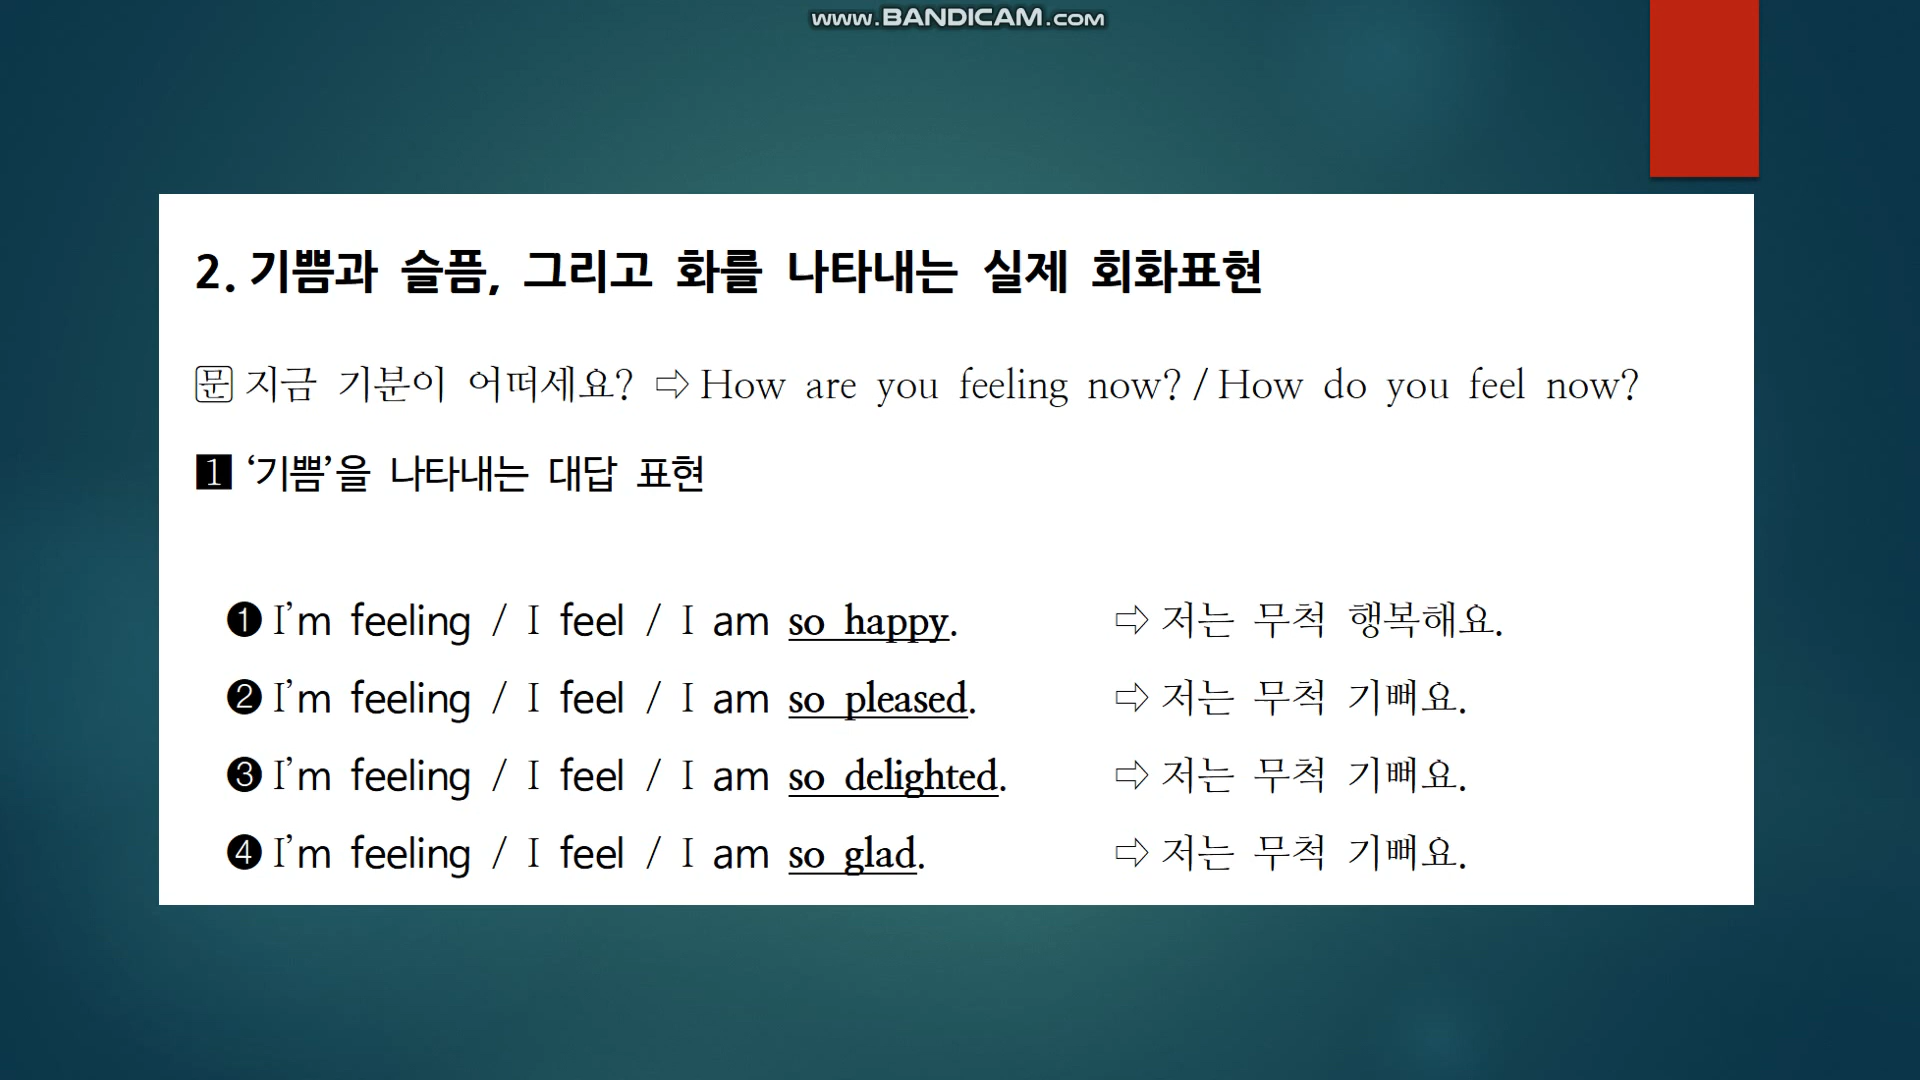 www.BANDICAM.com
2. 기쁨과 슬픔, 그리고 화를 나타내는 실제 회화표현
문 지금 기분이 어떠세요? ⇨ How are you feeling now? / How do you feel now?
1 ‘기쁨’을 나타내는 대답 표현
❶ I’m feeling / I feel / I am so happy. ⇨ 저는 무척 행복해요.
❷ I’m feeling / I feel / I am so pleased. ⇨ 저는 무척 기뻐요.
❸ I’m feeling / I feel / I am so delighted. ⇨ 저는 무척 기뻐요.
❹ I’m feeling / I feel / I am so glad. ⇨ 저는 무척 기뻐요.